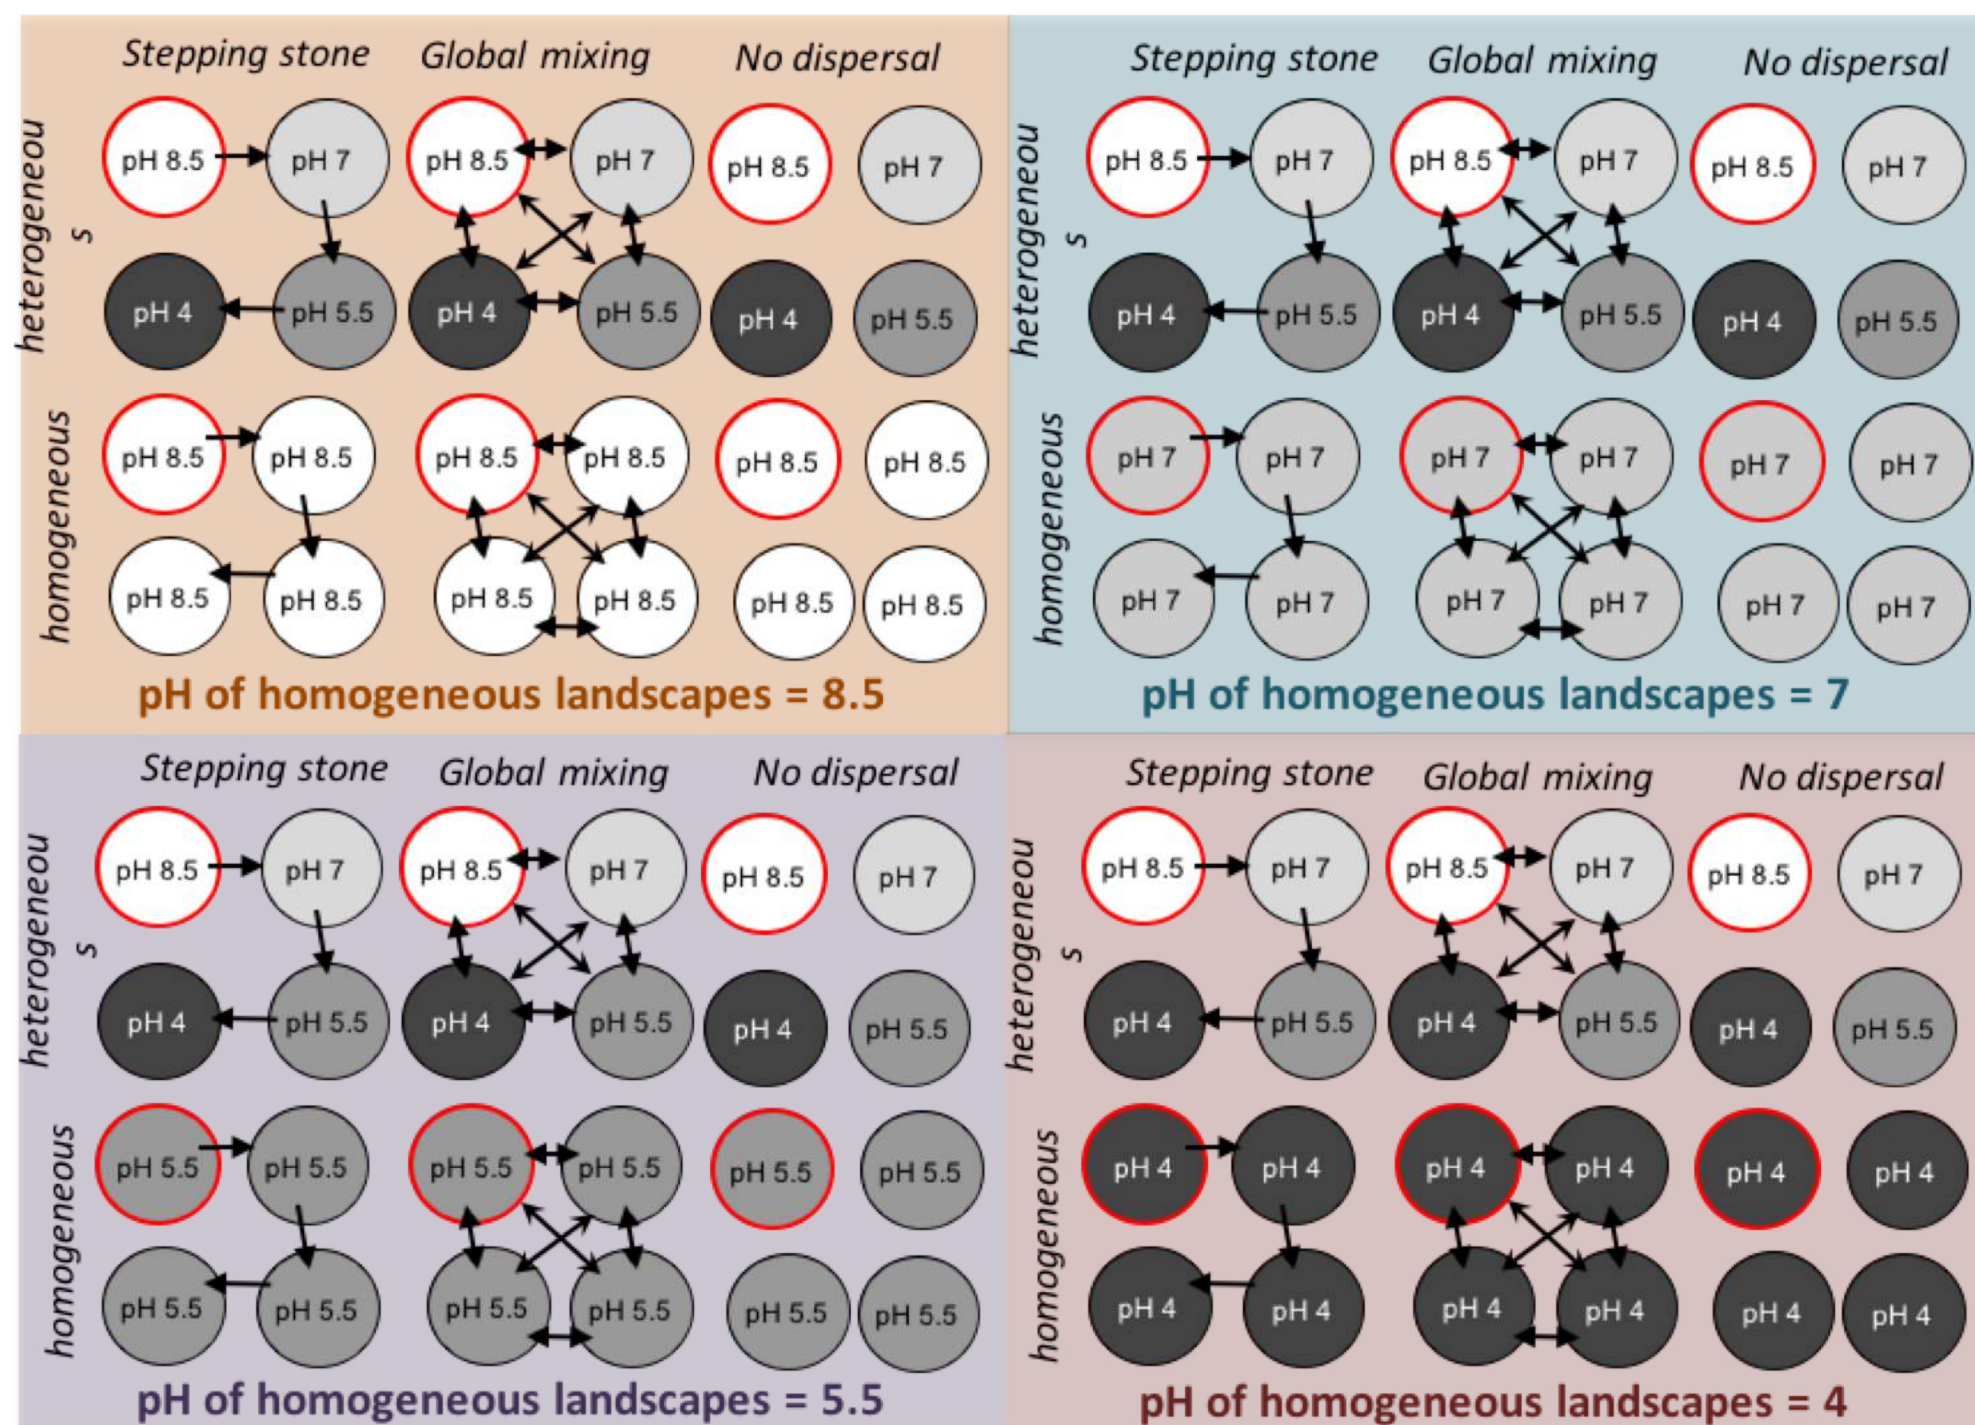 Stepping stone Global mixing No dispersal
heterogeneou
s
pH 8.5 pH 7 pH 8.5 pH 7 pH 8.5 pH 7
pH 4 pH 5.5 pH 4 pH 5.5 pH 4 pH 5.5
homogeneous
pH 8.5 pH 8.5 pH 8.5 pH 8.5 pH 8.5 pH 8.5
pH 8.5 pH 8.5 pH 8.5 pH 8.5 pH 8.5 pH 8.5
pH of homogeneous landscapes = 8.5
Stepping stone Global mixing No dispersal
heterogeneou
s
pH 8.5 pH 7 pH 8.5 pH 7 pH 8.5 pH 7
pH 4 pH 5.5 pH 4 pH 5.5 pH 4 pH 5.5
homogeneous
pH 7 pH 7 pH 7 pH 7 pH 7 pH 7
pH 7 pH 7 pH 7 pH 7 pH 7 pH 7
pH of homogeneous landscapes = 7
Stepping stone Global mixing No dispersal
heterogeneou
s
pH 8.5 pH 7 pH 8.5 pH 7 pH 8.5 pH 7
pH 4 pH 5.5 pH 4 pH 5.5 pH 4 pH 5.5
homogeneous
pH 5.5 pH 5.5 pH 5.5 pH 5.5 pH 5.5 pH 5.5
pH 5.5 pH 5.5 pH 5.5 pH 5.5 pH 5.5 pH 5.5
pH of homogeneous landscapes = 5.5
Stepping stone Global mixing No dispersal
heterogeneou
s
pH 8.5 pH 7 pH 8.5 pH 7 pH 8.5 pH 7
pH 4 pH 5.5 pH 4 pH 5.5 pH 4 pH 5.5
homogeneous
pH 4 pH 4 pH 4 pH 4 pH 4 pH 4
pH 4 pH 4 pH 4 pH 4 pH 4 pH 4
pH of homogeneous landscapes = 4